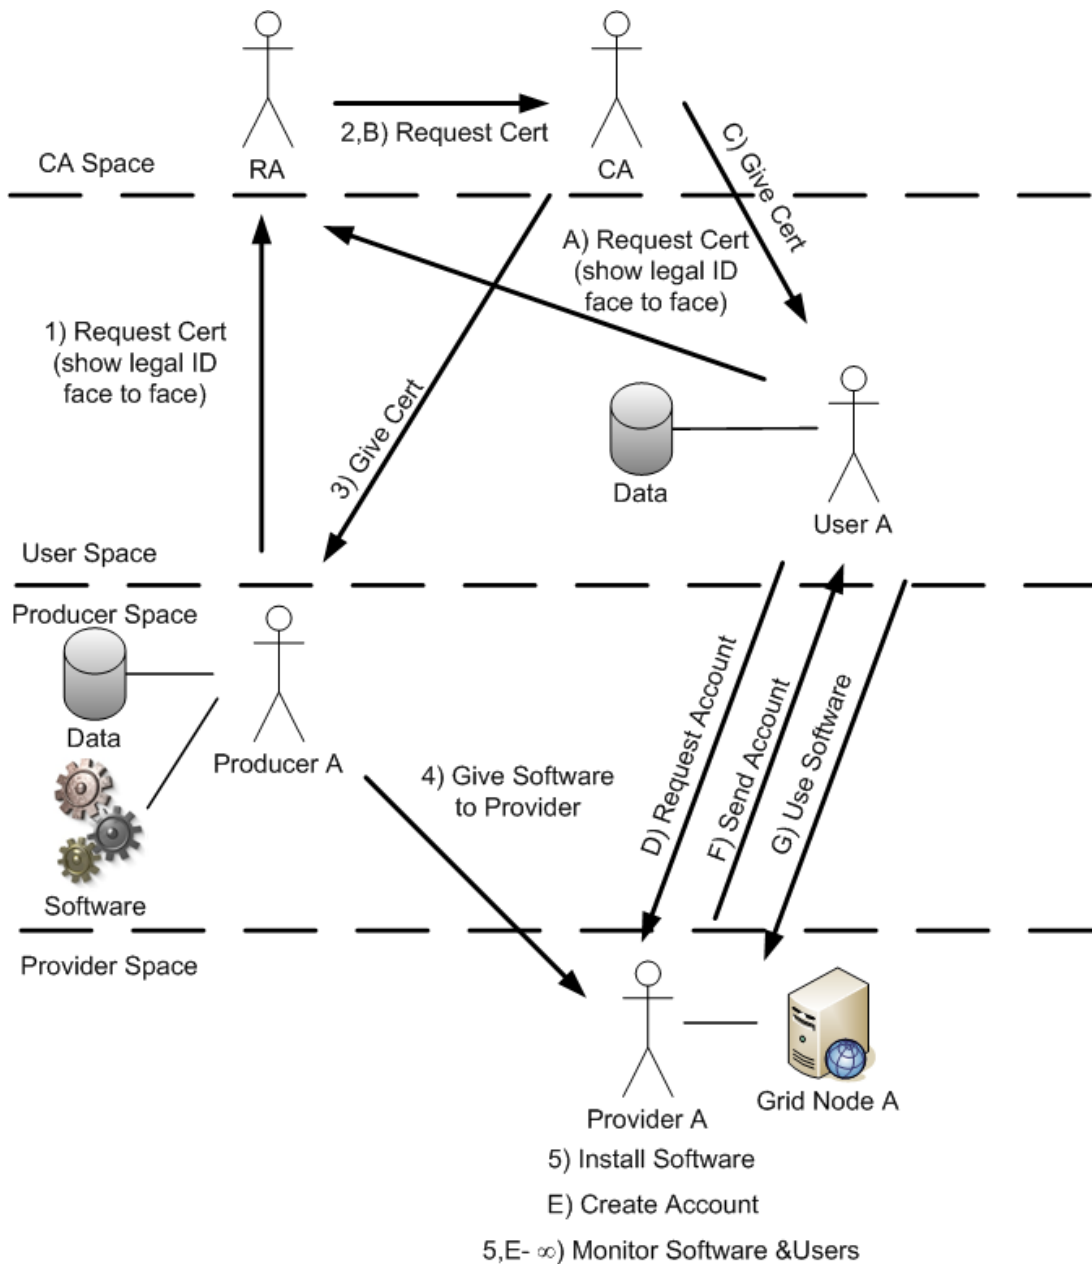 2,B) Request Cert
CA Space
RA
CA
C) Give Cert
A) Request Cert
(show legal ID
face to face)
1) Request Cert
(show legal ID
face to face)
3) Give Cert
Data
User A
User Space
Producer Space
Data
Producer A
Software
4) Give Software
to Provider
D) Request Account
F) Send Account
G) Use Software
Provider Space
Provider A
Grid Node A
5) Install Software
E) Create Account
5,E- ∞) Monitor Software &Users